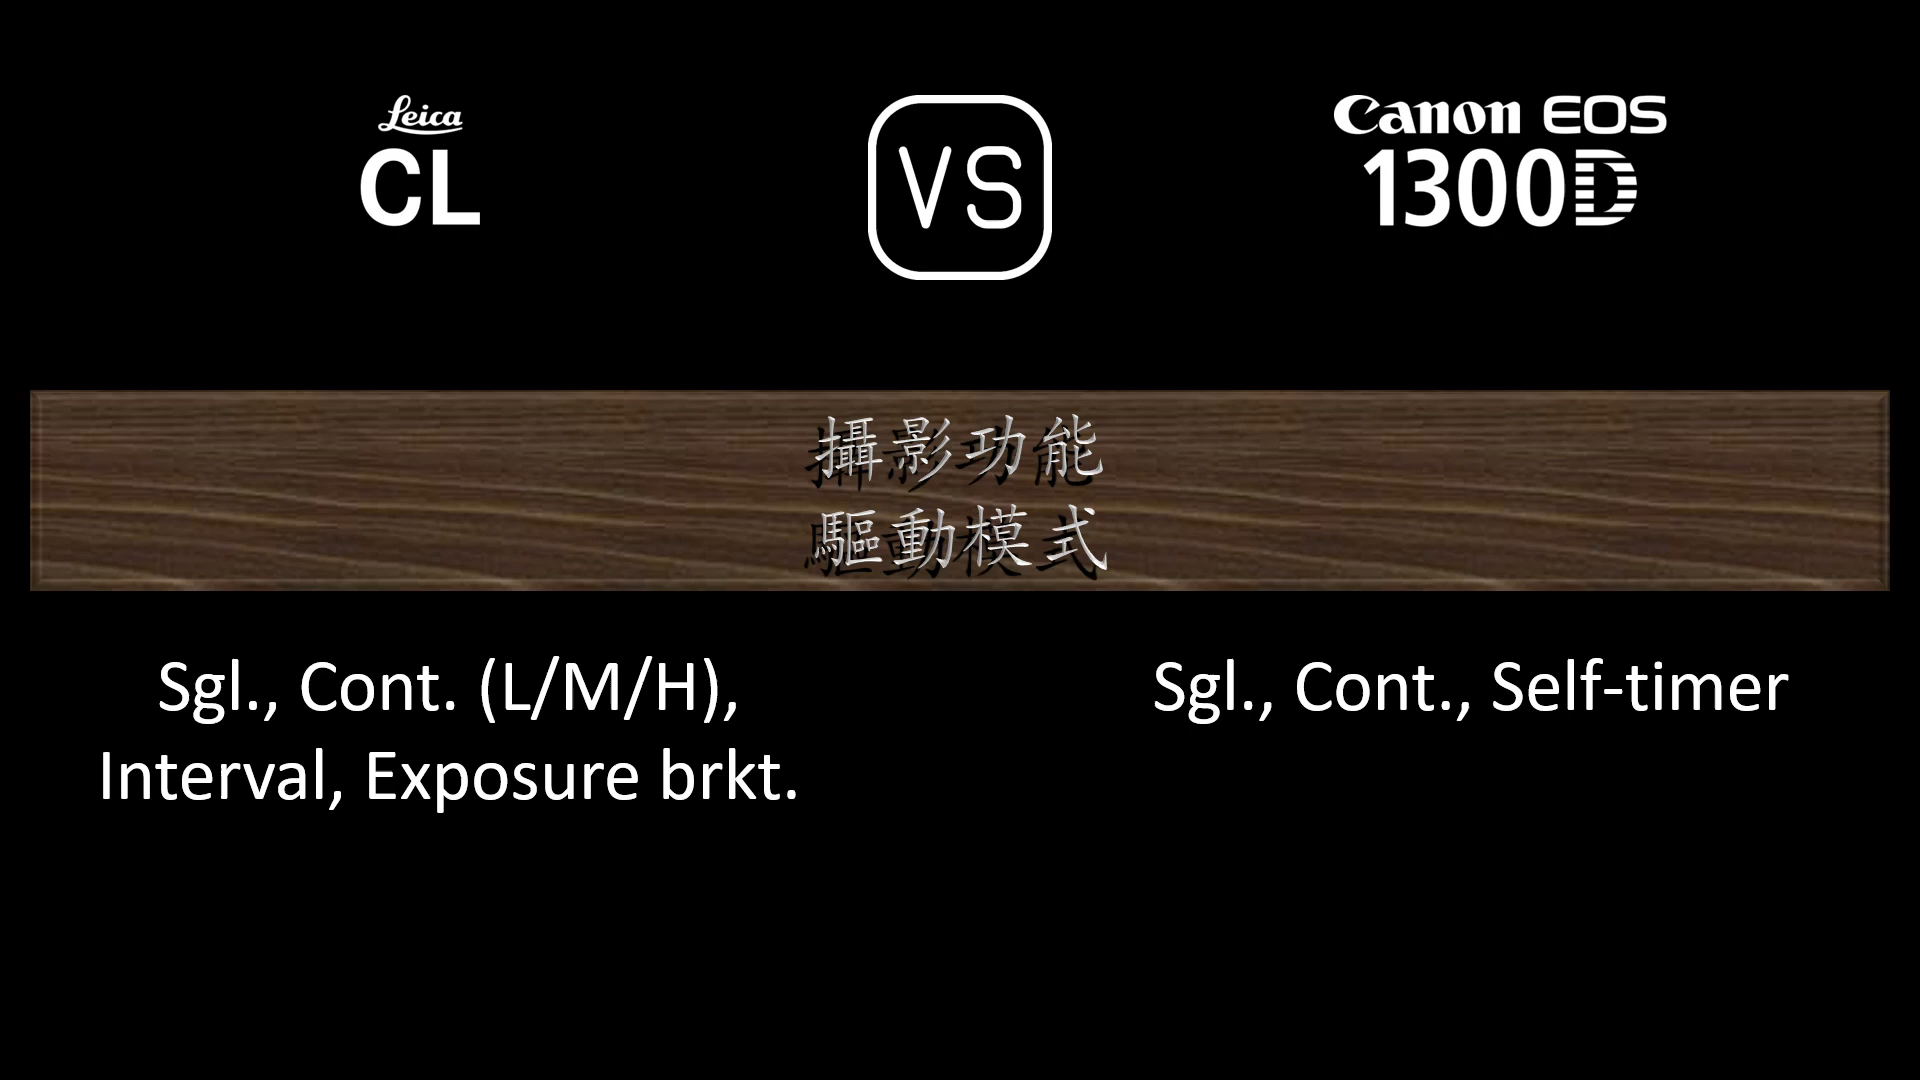 Leica
CL
VS
Canon EOS
1300D
攝影功能
驅動模式
Sgl., Cont. (L/M/H),
Interval, Exposure brkt.
Sgl., Cont., Self-timer